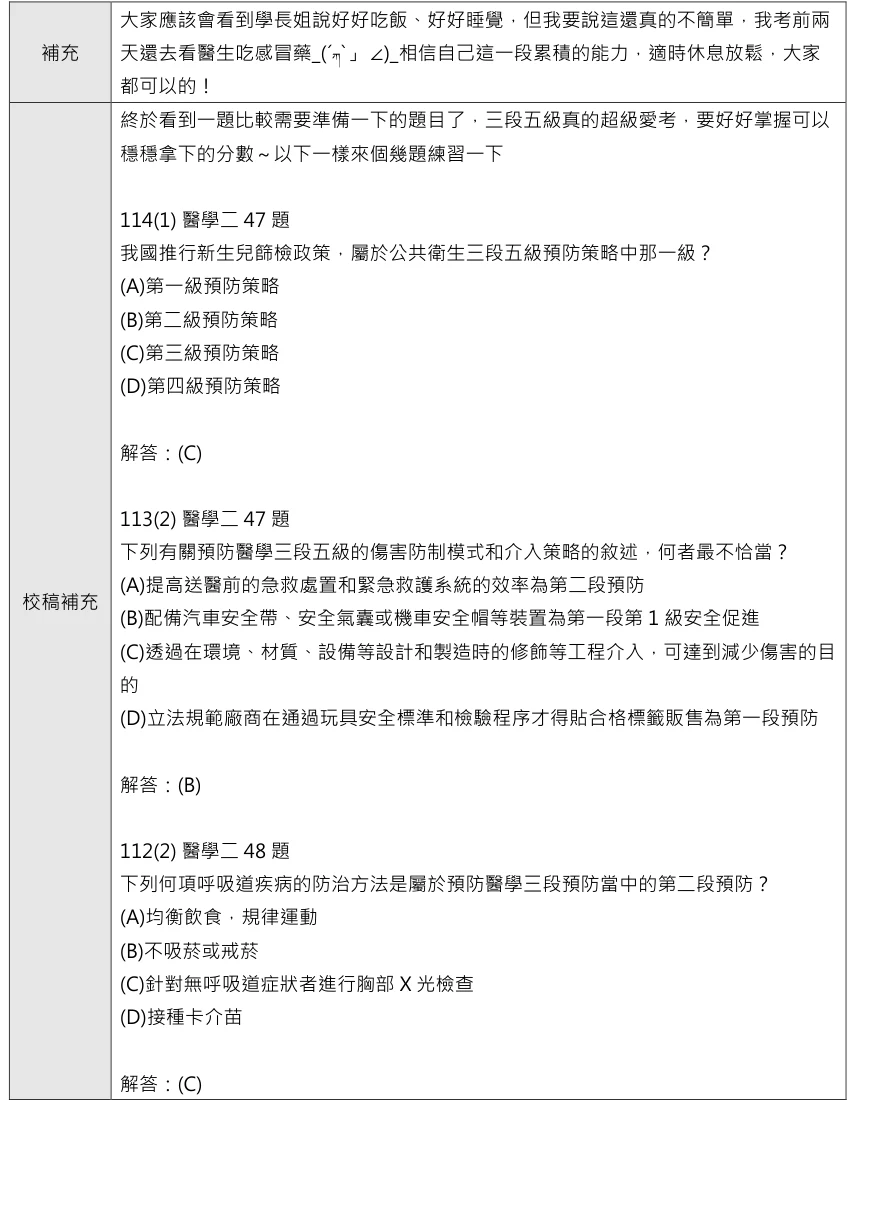 補充
大家應該會看到學長姐說好好吃飯、好好睡覺，但我要說這還真的不簡單，我考前兩
天還去看醫生吃感冒藥_(´ཀ`」∠)_相信自己這一段累積的能力，適時休息放鬆，大家
都可以的！
校稿補充
終於看到一題比較需要準備一下的題目了，三段五級真的超級愛考，要好好掌握可以
穩穩拿下的分數～以下一樣來個幾題練習一下
114(1) 醫學二 47 題
我國推行新生兒篩檢政策，屬於公共衛生三段五級預防策略中那一級？
(A)第一級預防策略
(B)第二級預防策略
(C)第三級預防策略
(D)第四級預防策略
解答：(C)
113(2) 醫學二 47 題
下列有關預防醫學三段五級的傷害防制模式和介入策略的敘述，何者最不恰當？
(A)提高送醫前的急救處置和緊急救護系統的效率為第二段預防
(B)配備汽車安全帶、安全氣囊或機車安全帽等裝置為第一段第 1 級安全促進
(C)透過在環境、材質、設備等設計和製造時的修飾等工程介入，可達到減少傷害的目
的
(D)立法規範廠商在通過玩具安全標準和檢驗程序才得貼合格標籤販售為第一段預防
解答：(B)
112(2) 醫學二 48 題
下列何項呼吸道疾病的防治方法是屬於預防醫學三段預防當中的第二段預防？
(A)均衡飲食，規律運動
(B)不吸菸或戒菸
(C)針對無呼吸道症狀者進行胸部 X 光檢查
(D)接種卡介苗
解答：(C)